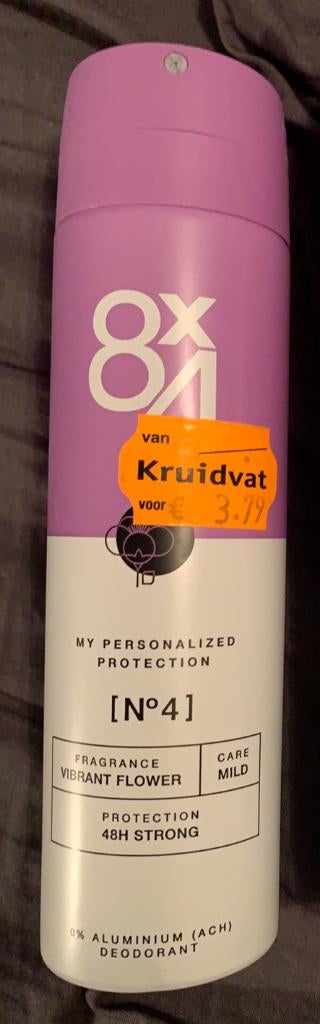 8x4
van
Kruidvat
voor € 3.79
MY PERSONALIZED
PROTECTION
[Nº4]
FRAGRANCE
VIBRANT FLOWER
CARE
MILD
PROTECTION
48H STRONG
0% ALUMINIUM (ACH)
DEODORANT